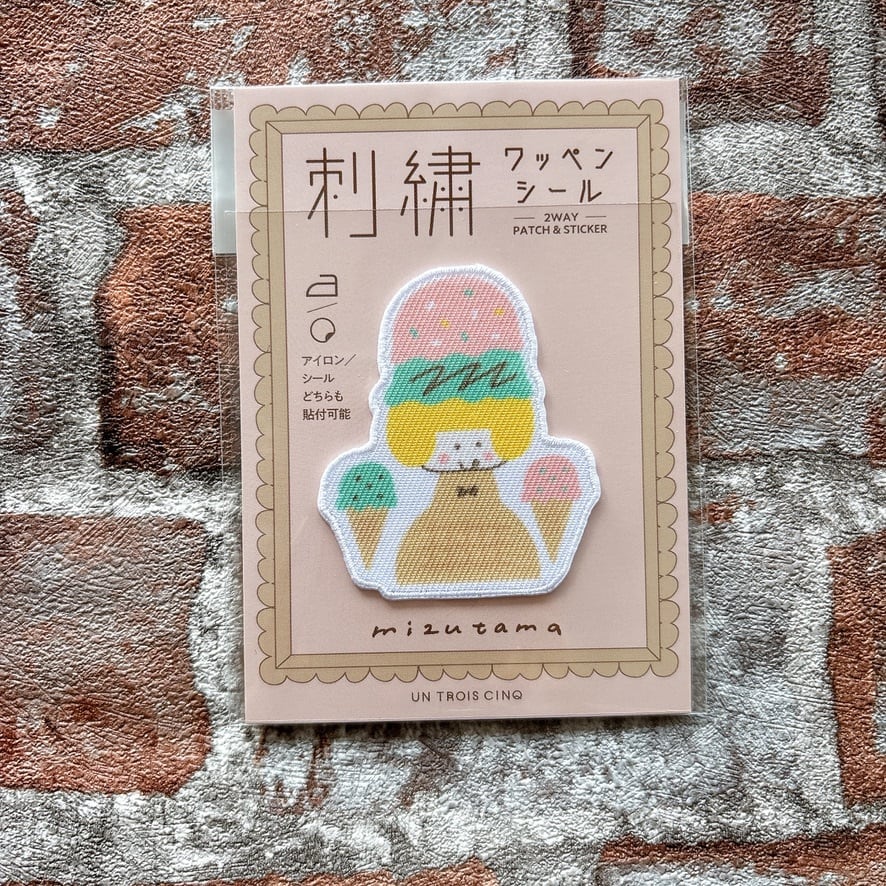 刺繍
ワッペン
シール
2WAY
PATCH & STICKER
アイロン／
シール
どちらも
貼付可能
mizutama
UN TROIS CINQ